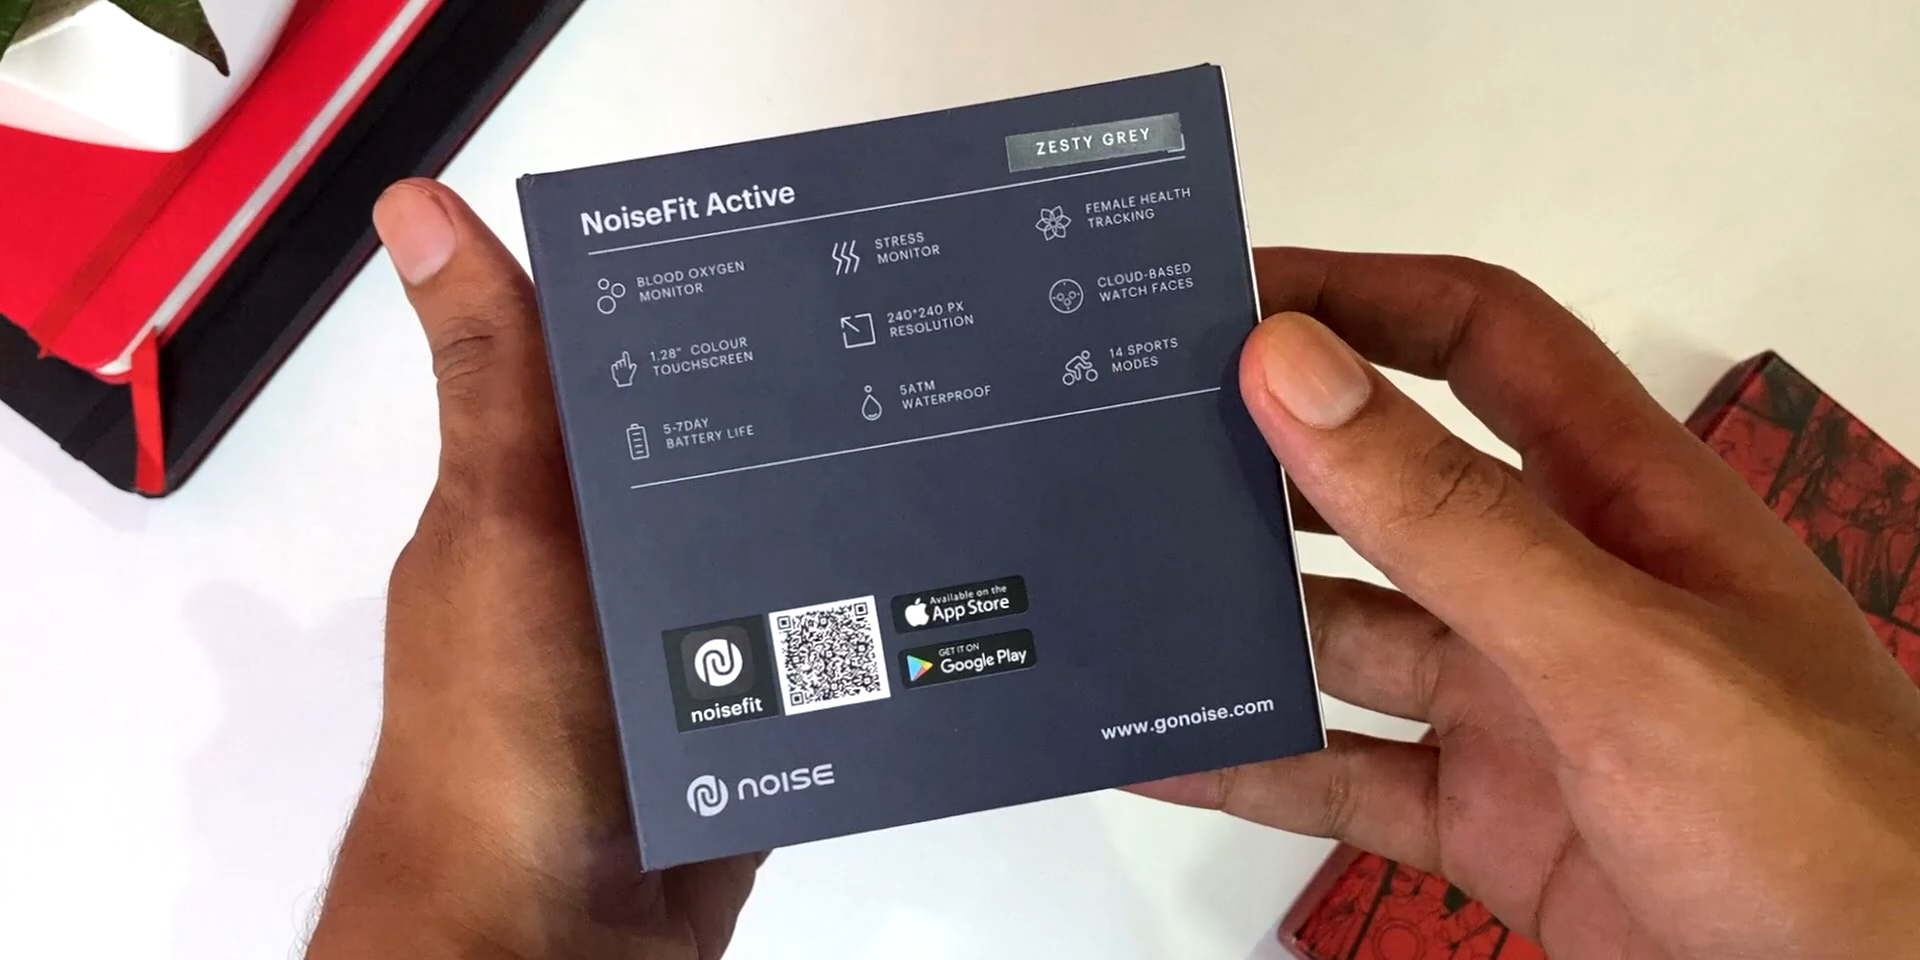 ZESTY GREY
NoiseFit Active
BLOOD OXYGEN
MONITOR
STRESS
MONITOR
FEMALE HEALTH
TRACKING
1.28" COLOUR
TOUCHSCREEN
240*240 PX
RESOLUTION
CLOUD-BASED
WATCH FACES
5-7DAY
BATTERY LIFE
5ATM
WATERPROOF
14 SPORTS
MODES
noisefit
Available on the
App Store
GET IT ON
Google Play
www.gonoise.com
NOISE